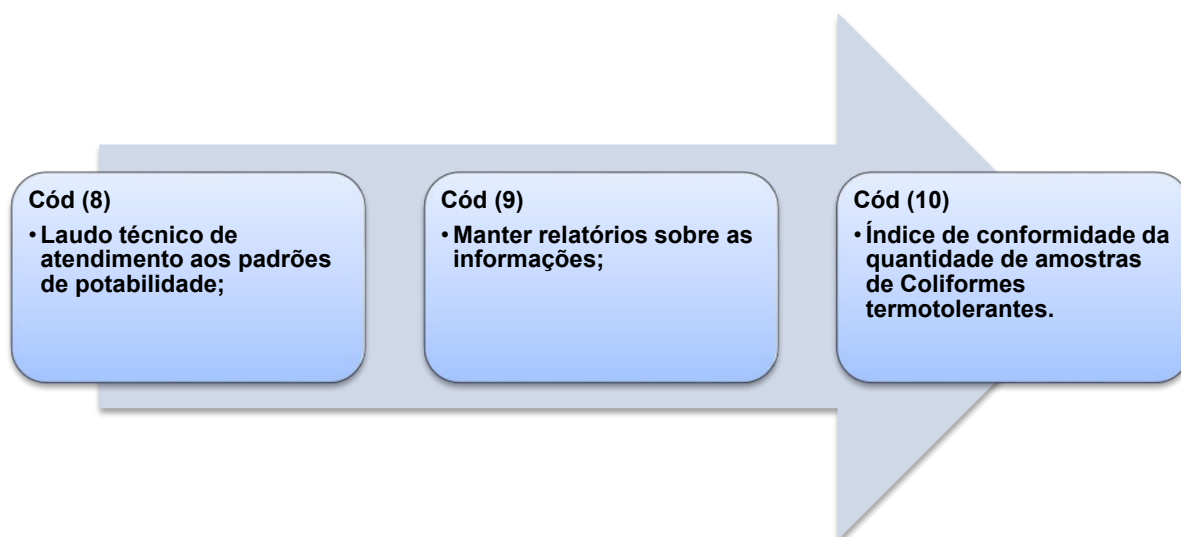 Cód (8)
• Laudo técnico de
atendimento aos padrões
de potabilidade;
Cód (9)
• Manter relatórios sobre as
informações;
Cód (10)
• Índice de conformidade da
quantidade de amostras
de Coliformes
termotolerantes.